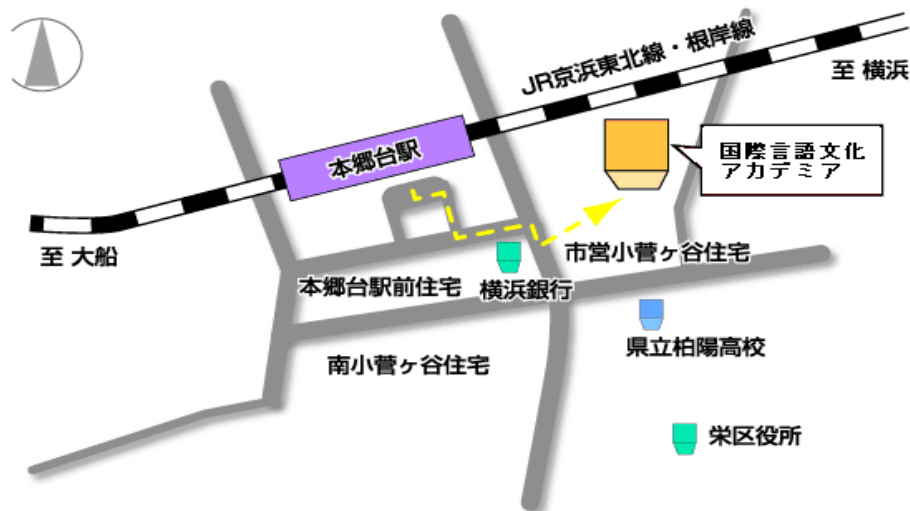 JR京浜東北線・根岸線
至 横浜
本郷台駅
国際言語文化
アカデミア
至 大船
市営小菅ヶ谷住宅
本郷台駅前住宅
横浜銀行
県立柏陽高校
南小菅ヶ谷住宅
栄区役所